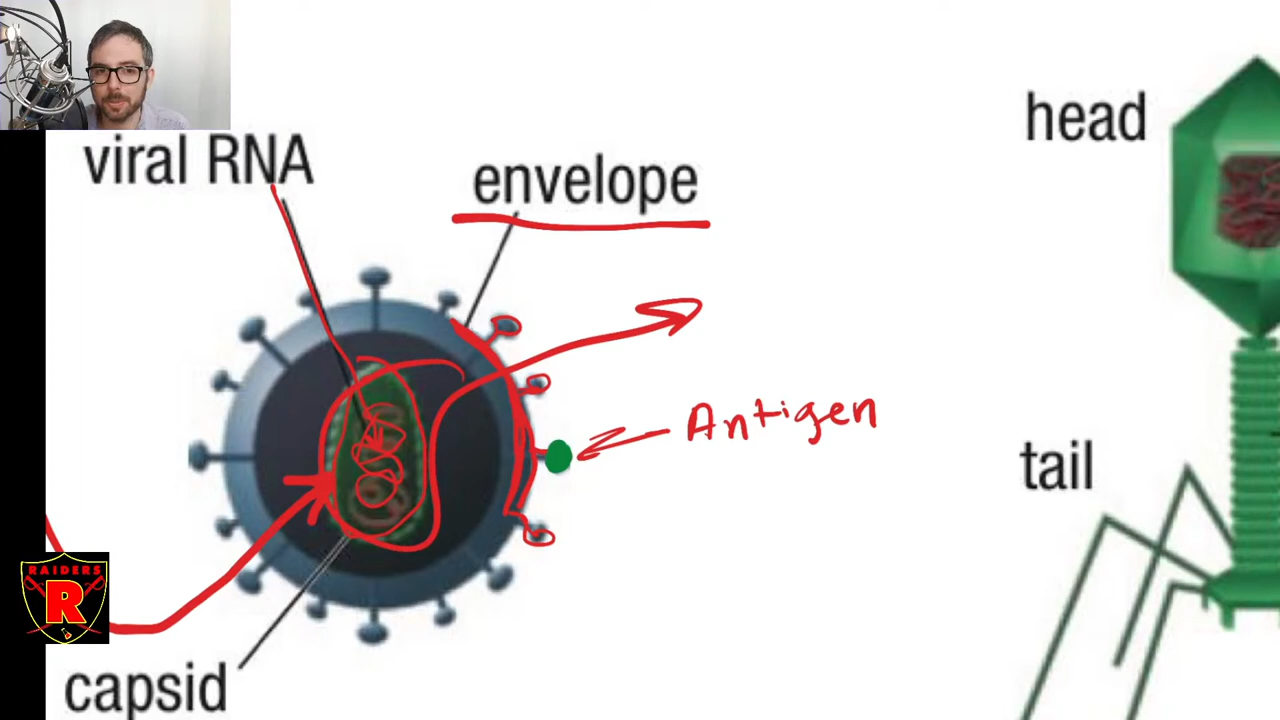 viral RNA
envelope
head
Antigen
tail
RAIDERS
R
capsid